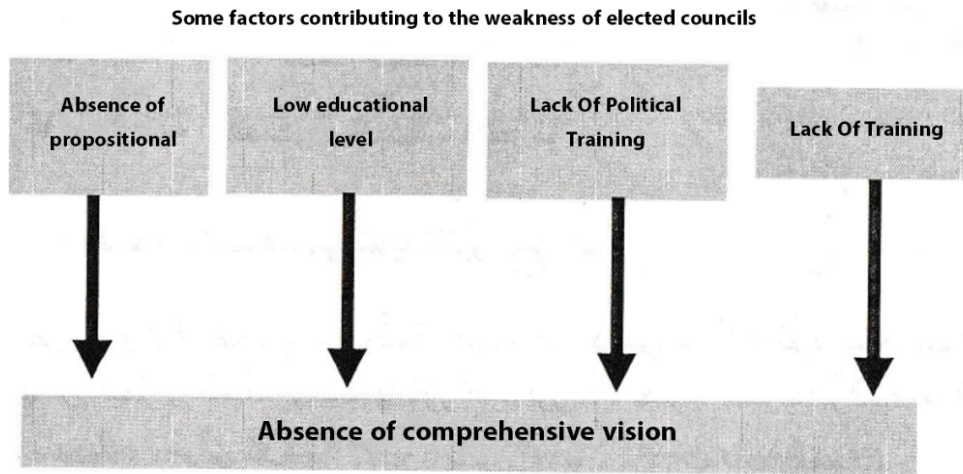 Some factors contributing to the weakness of elected councils
Absence of
propositional
Low educational
level
Lack Of Political
Training
Lack Of Training
Absence of comprehensive vision